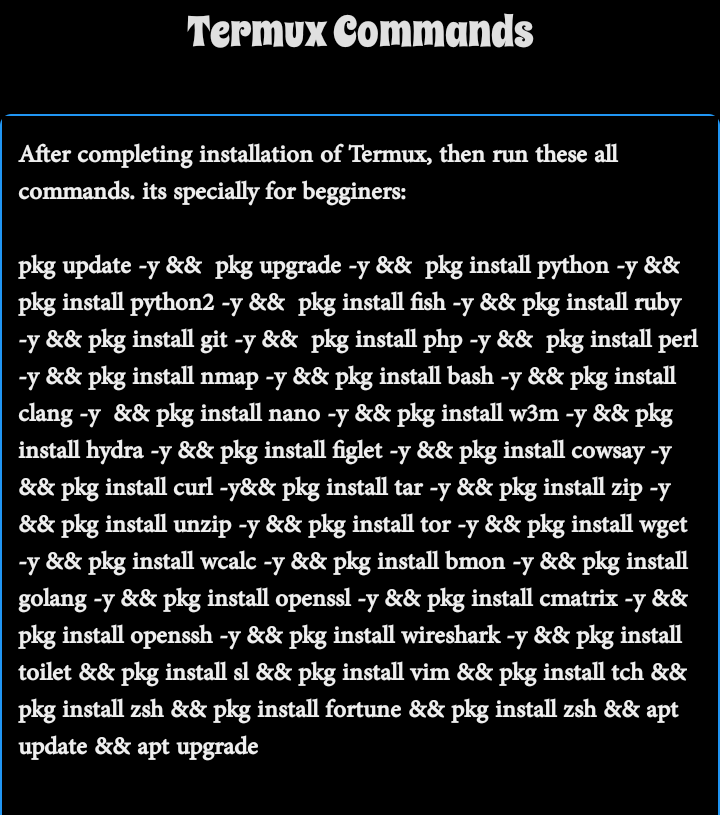 Termux Commands
After completing installation of Termux, then run these all
commands. its specially for begginers:
pkg update -y &&  pkg upgrade -y &&  pkg install python -y &&
pkg install python2 -y &&  pkg install fish -y && pkg install ruby
-y && pkg install git -y &&  pkg install php -y &&  pkg install perl
-y && pkg install nmap -y && pkg install bash -y && pkg install
clang -y  && pkg install nano -y && pkg install w3m -y && pkg
install hydra -y && pkg install figlet -y && pkg install cowsay -y
&& pkg install curl -y&& pkg install tar -y && pkg install zip -y
&& pkg install unzip -y && pkg install tor -y && pkg install wget
-y && pkg install wcalc -y && pkg install bmon -y && pkg install
golang -y && pkg install openssl -y && pkg install cmatrix -y &&
pkg install openssh -y && pkg install wireshark -y && pkg install
toilet && pkg install sl && pkg install vim && pkg install tch &&
pkg install zsh && pkg install fortune && pkg install zsh && apt
update && apt upgrade